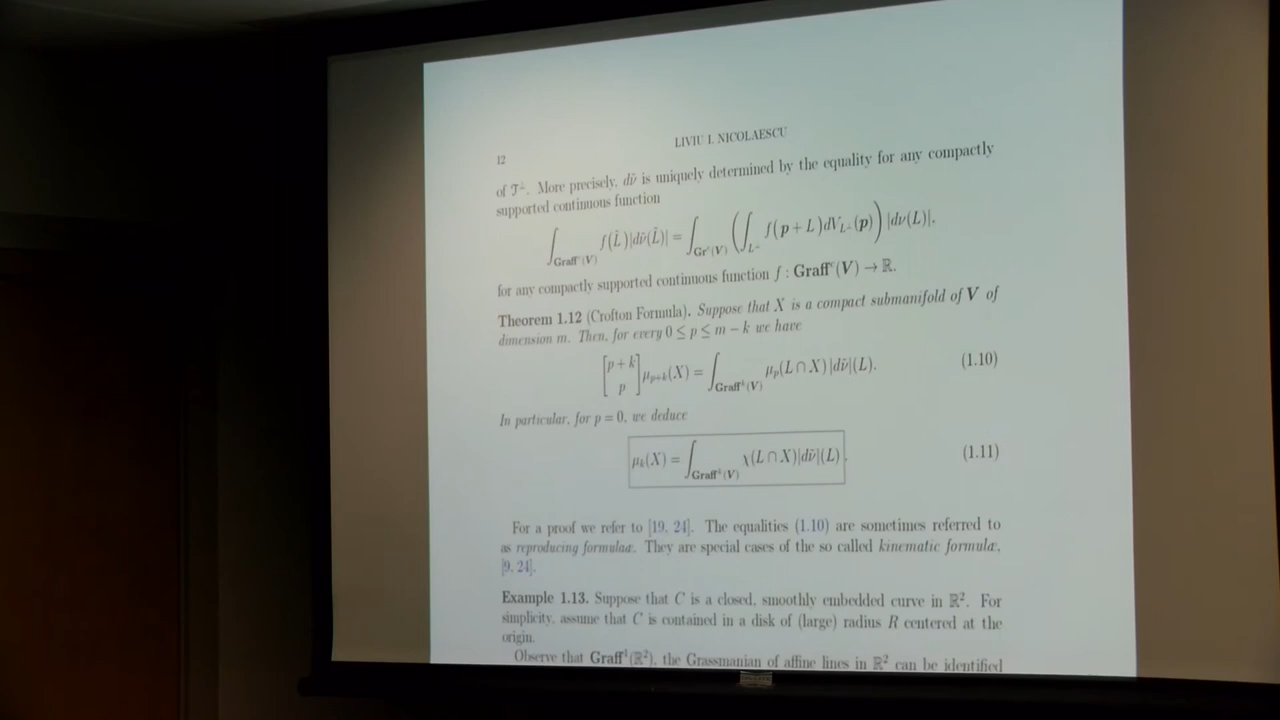 12
LIVIU I. NICOLAESCU
of 𝒯^⊥. More precisely, dν̃ is uniquely determined by the equality for any compactly
supported continuous function
∫_{Graff^c(V)} f(L̃)|dν̃(L̃)| = ∫_{Gr^c(V)} (∫_{L^⊥} f(p + L)dV_{L^⊥}(p)) |dν(L)|.
for any compactly supported continuous function f : Graff^c(V) → ℝ.
Theorem 1.12 (Crofton Formula). Suppose that X is a compact submanifold of V of
dimension m. Then, for every 0 ≤ p ≤ m − k we have
[p + k p] μ_{p+k}(X) = ∫_{Graff^k(V)} μ_p(L ∩ X)|dν̃|(L). (1.10)
In particular, for p = 0, we deduce
μ_k(X) = ∫_{Graff^k(V)} χ(L ∩ X)|dν̃|(L) . (1.11)
For a proof we refer to [19, 24]. The equalities (1.10) are sometimes referred to
as reproducing formulaæ. They are special cases of the so called kinematic formulæ,
[9, 24].
Example 1.13. Suppose that C is a closed, smoothly embedded curve in ℝ². For
simplicity, assume that C is contained in a disk of (large) radius R centered at the
origin.
Observe that Graff^1(ℝ²), the Grassmanian of affine lines in ℝ² can be identified